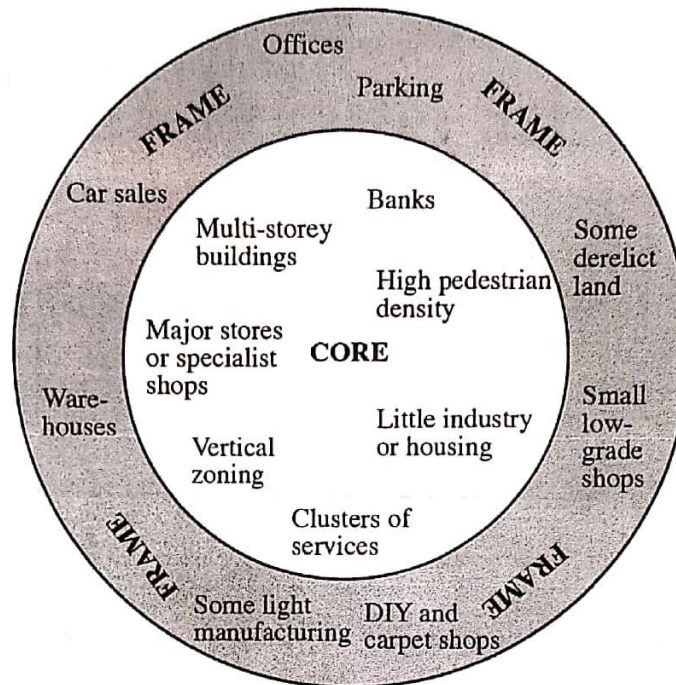 Offices
Parking
FRAME
FRAME
Car sales
Banks
Multi-storey
buildings
Some
derelict
land
High pedestrian
density
Major stores
or specialist
shops
CORE
Ware-
houses
Small
low-
grade
shops
Little industry
or housing
Vertical
zoning
Clusters of
services
FRAME
FRAME
Some light
manufacturing
DIY and
carpet shops